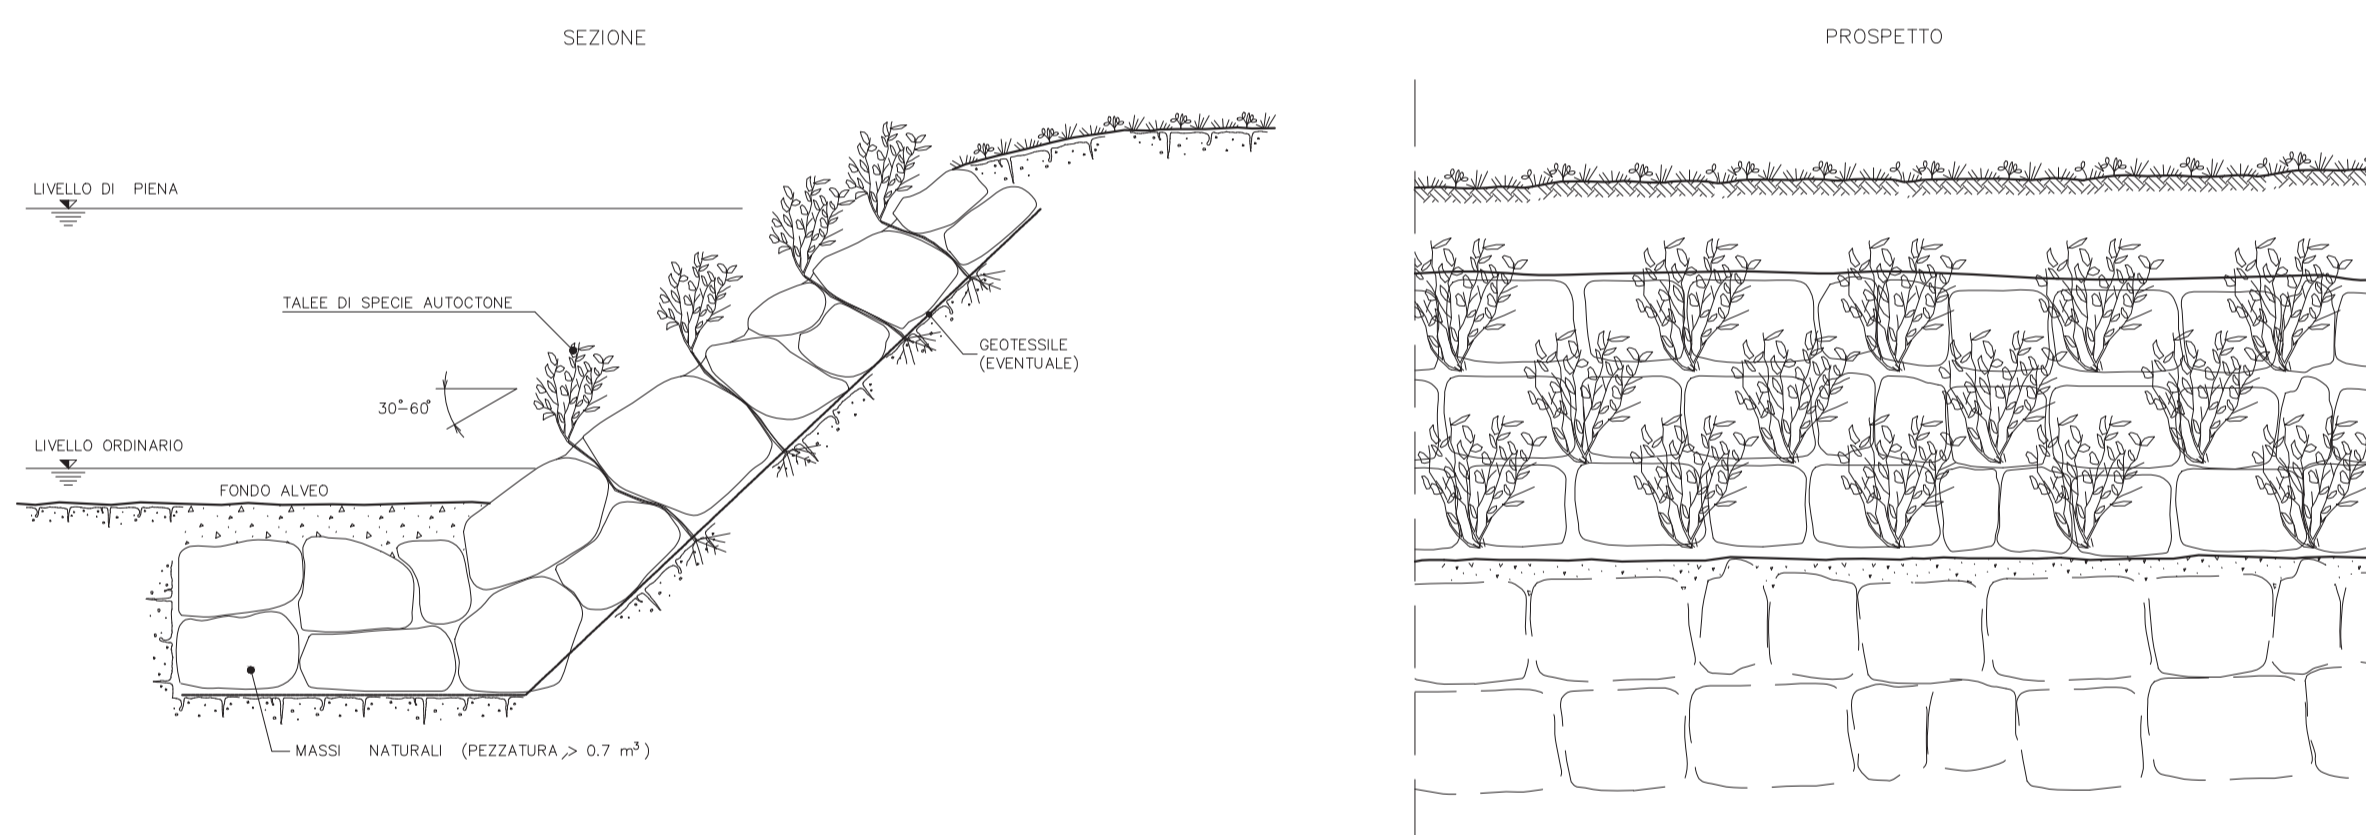 SEZIONE
PROSPETTO
LIVELLO DI PIENA
TALEE DI SPECIE AUTOCTONE
GEOTESSILE
(EVENTUALE)
30°-60°
LIVELLO ORDINARIO
FONDO ALVEO
MASSI NATURALI (PEZZATURA > 0.7 m³)